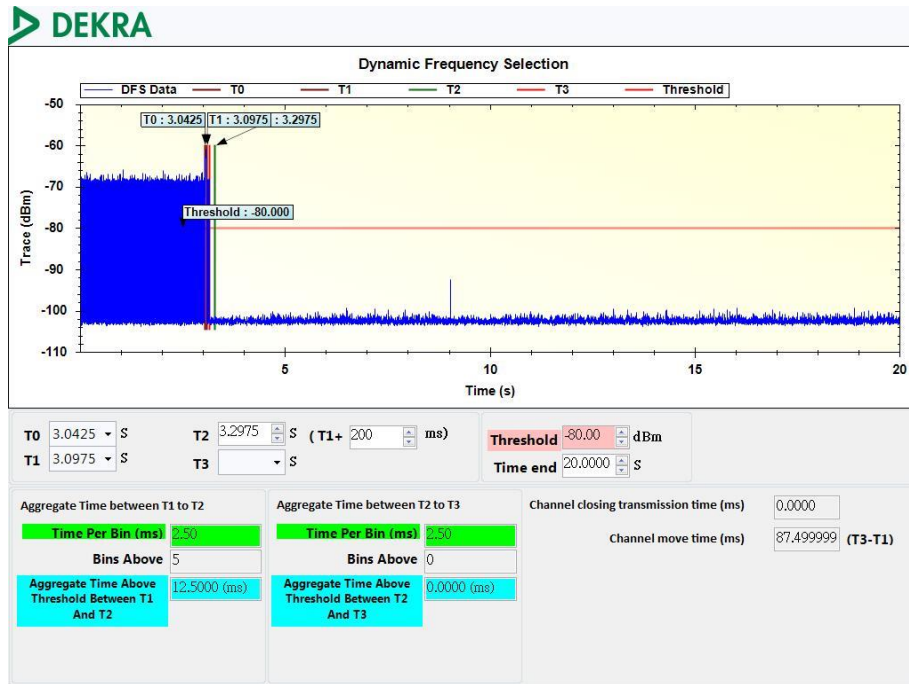 DEKRA
Dynamic Frequency Selection
DFS Data T0 T1 T2 T3 Threshold
-50
T0 : 3.0425 T1 : 3.0975 : 3.2975
-60
-70
Threshold : -80.000
-80
-90
-100
-110
Trace (dBm)
5 10 15 20
Time (s)
T0 3.0425 S T2 3.2975 S ( T1+ 200 ms) Threshold -80.00 dBm
T1 3.0975 S T3 S Time end 20.0000 S
Aggregate Time between T1 to T2
Time Per Bin (ms) 2.50
Bins Above 5
Aggregate Time Above
Threshold Between T1
And T2
12.5000 (ms)
Aggregate Time between T2 to T3
Time Per Bin (ms) 2.50
Bins Above 0
Aggregate Time Above
Threshold Between T2
And T3
0.0000 (ms)
Channel closing transmission time (ms) 0.0000
Channel move time (ms) 87.499999 (T3-T1)